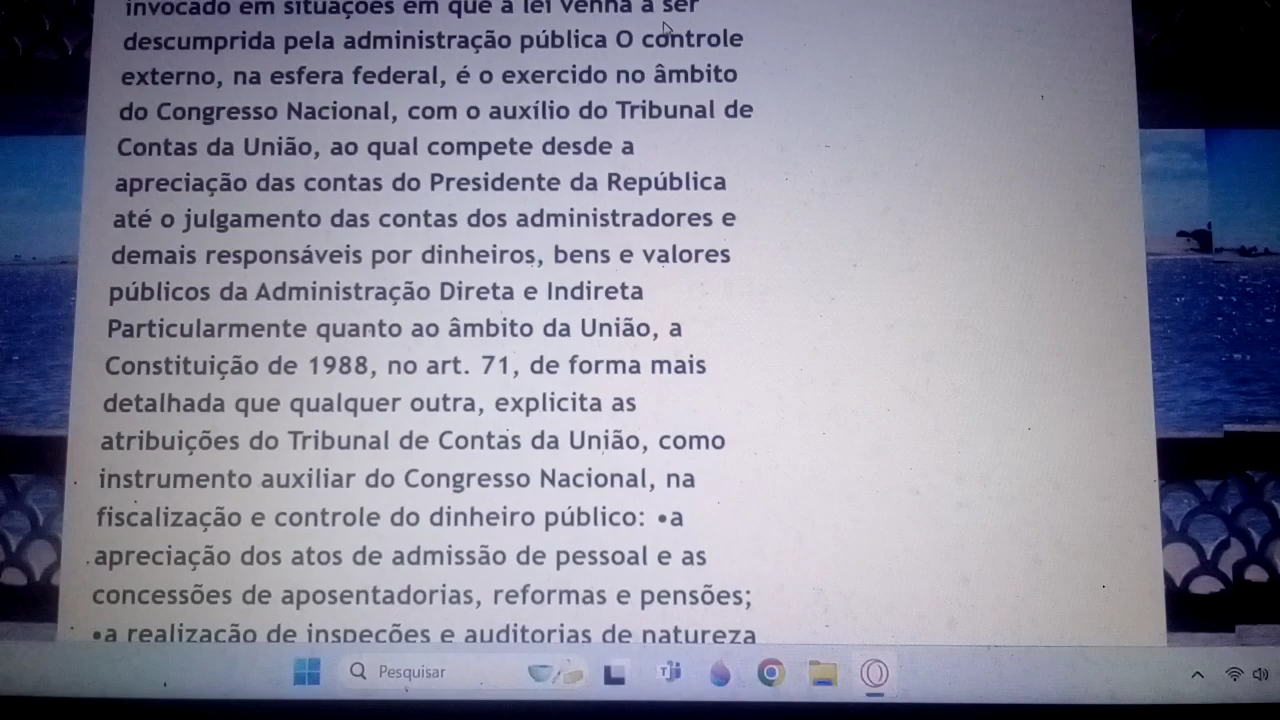 invocado em situações em que a lei venha a ser
descumprida pela administração pública O controle
externo, na esfera federal, é o exercido no âmbito
do Congresso Nacional, com o auxílio do Tribunal de
Contas da União, ao qual compete desde a
apreciação das contas do Presidente da República
até o julgamento das contas dos administradores e
demais responsáveis por dinheiros, bens e valores
públicos da Administração Direta e Indireta
Particularmente quanto ao âmbito da União, a
Constituição de 1988, no art. 71, de forma mais
detalhada que qualquer outra, explicita as
atribuições do Tribunal de Contas da União, como
instrumento auxiliar do Congresso Nacional, na
fiscalização e controle do dinheiro público: •a
apreciação dos atos de admissão de pessoal e as
concessões de aposentadorias, reformas e pensões;
•a realização de inspeções e auditorias de natureza
Pesquisar